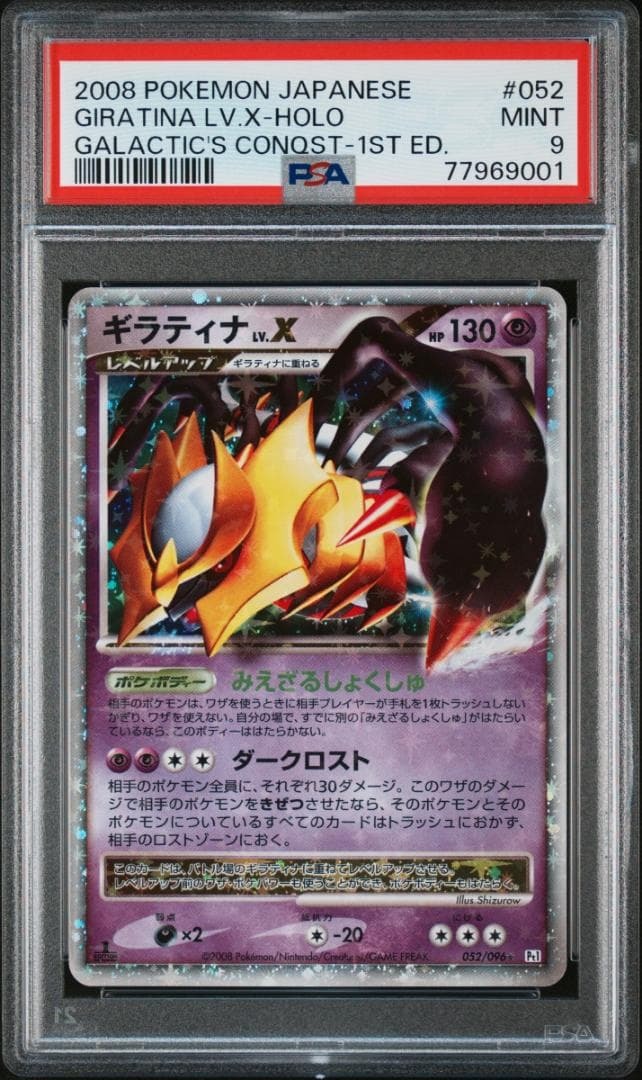 2008 POKEMON JAPANESE #052
GIRATINA LV.X-HOLO MINT
GALACTIC'S CONQST-1ST ED. 9
PSA 77969001
ギラティナ LV.X HP 130
レベルアップ ギラティナに重ねる
ポケボディー みえざるしょくしゅ
相手のポケモンは、ワザを使うときに相手プレイヤーが手札を1枚トラッシュしない
かぎり、ワザを使えない。自分の場で、すでに別の「みえざるしょくしゅ」がはたらい
ているなら、このボディーははたらかない。
ダークロスト
相手のポケモン全員に、それぞれ30ダメージ。このワザのダメー
ジで相手のポケモンをきぜつさせたなら、そのポケモンとその
ポケモンについているすべてのカードはトラッシュにおかず、
相手のロストゾーンにおく。
このカードは、バトル場のギラティナに重ねてレベルアップさせる。
レベルアップ前のワザ・ポケパワーも使うことができ、ポケボディーもはたらく。
Illus Shizurow
弱点 抵抗力 にげる
×2 -20
1 EDITION 052/096
©2008 Pokémon/Nintendo/Creatures/GAME FREAK
Pt1
21 PSA